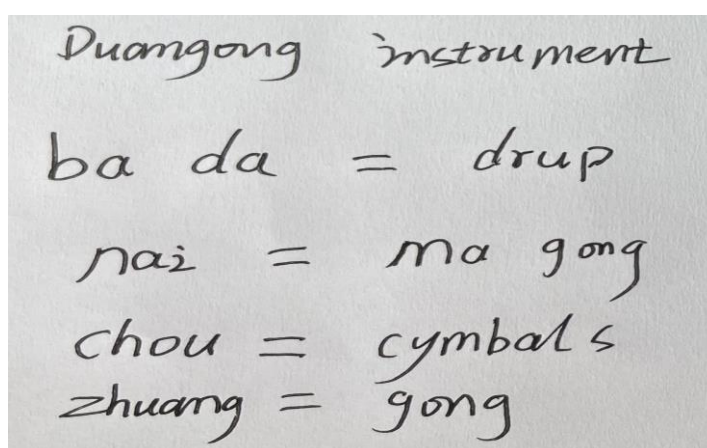 Duangong instrument
ba da = drup
nai = ma gong
chou = cymbals
zhuang = gong